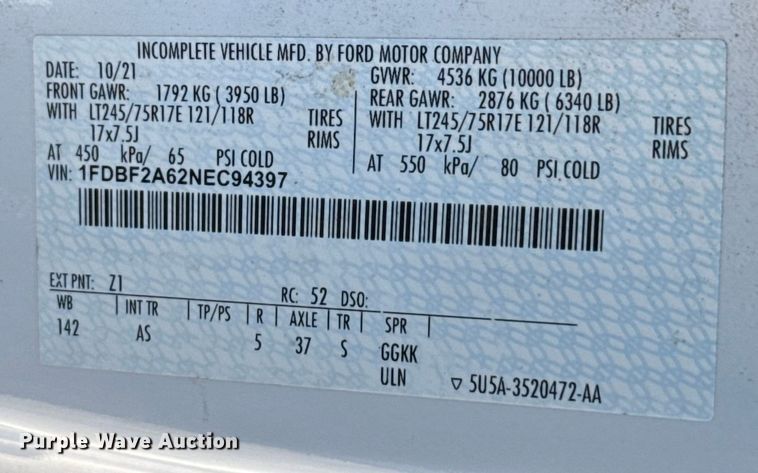 INCOMPLETE VEHICLE MFD. BY FORD MOTOR COMPANY
DATE: 10/21 GVWR: 4536 KG (10000 LB)
FRONT GAWR: 1792 KG ( 3950 LB) REAR GAWR: 2876 KG ( 6340 LB)
WITH LT245/75R17E 121/118R TIRES WITH LT245/75R17E 121/118R TIRES
17x7.5J RIMS 17x7.5J RIMS
AT 450 kPa/ 65 PSI COLD AT 550 kPa/ 80 PSI COLD
VIN: 1FDBF2A62NEC94397
EXT PNT: Z1 RC: 52 DSO:
WB | INT TR | TP/PS | R | AXLE | TR | SPR |
142 AS 5 37 S GGKK
ULN ▽ 5U5A-3520472-AA
Purple Wave Auction